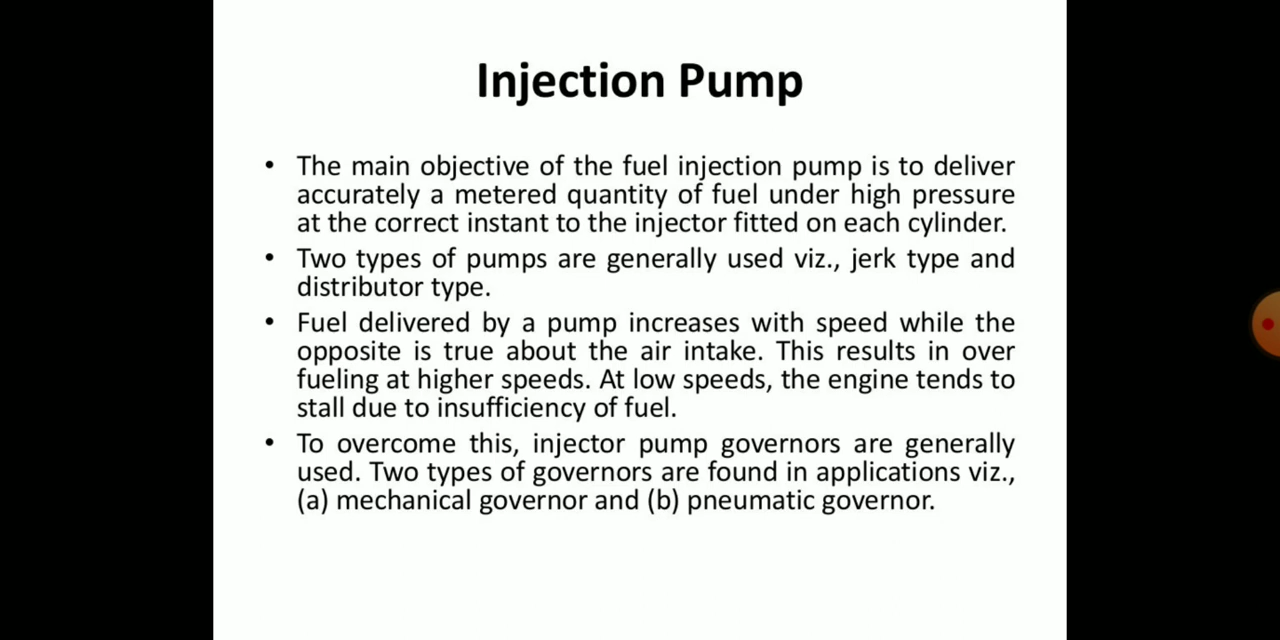 Injection Pump
• The main objective of the fuel injection pump is to deliver
accurately a metered quantity of fuel under high pressure
at the correct instant to the injector fitted on each cylinder.
• Two types of pumps are generally used viz., jerk type and
distributor type.
• Fuel delivered by a pump increases with speed while the
opposite is true about the air intake. This results in over
fueling at higher speeds. At low speeds, the engine tends to
stall due to insufficiency of fuel.
• To overcome this, injector pump governors are generally
used. Two types of governors are found in applications viz.,
(a) mechanical governor and (b) pneumatic governor.